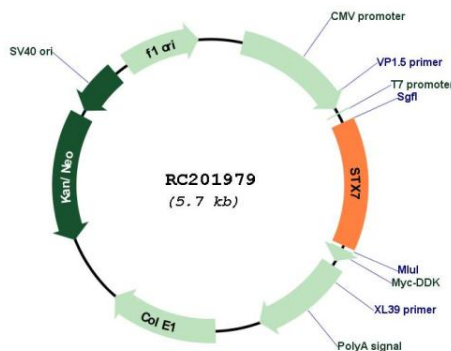 CMV promoter
VP1.5 primer
T7 promoter
SgfI
STX7
MluI
Myc-DDK
XL39 primer
PolyA signal
Col E1
Kan/Neo
SV40 ori
f1 ori
RC201979
(5.7 kb)